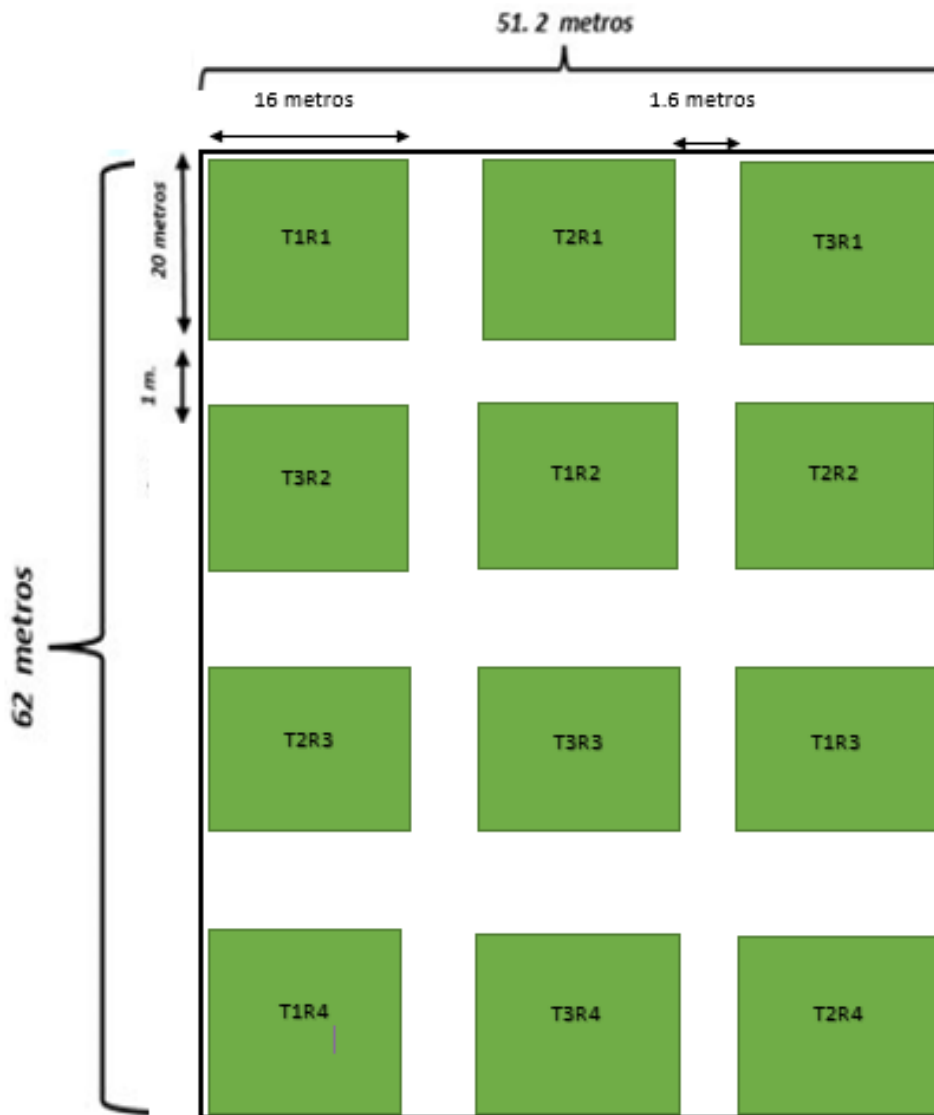 51. 2 metros
16 metros
1.6 metros
20 metros
T1R1
T2R1
T3R1
1 m.
T3R2
T1R2
T2R2
62 metros
T2R3
T3R3
T1R3
T1R4
T3R4
T2R4